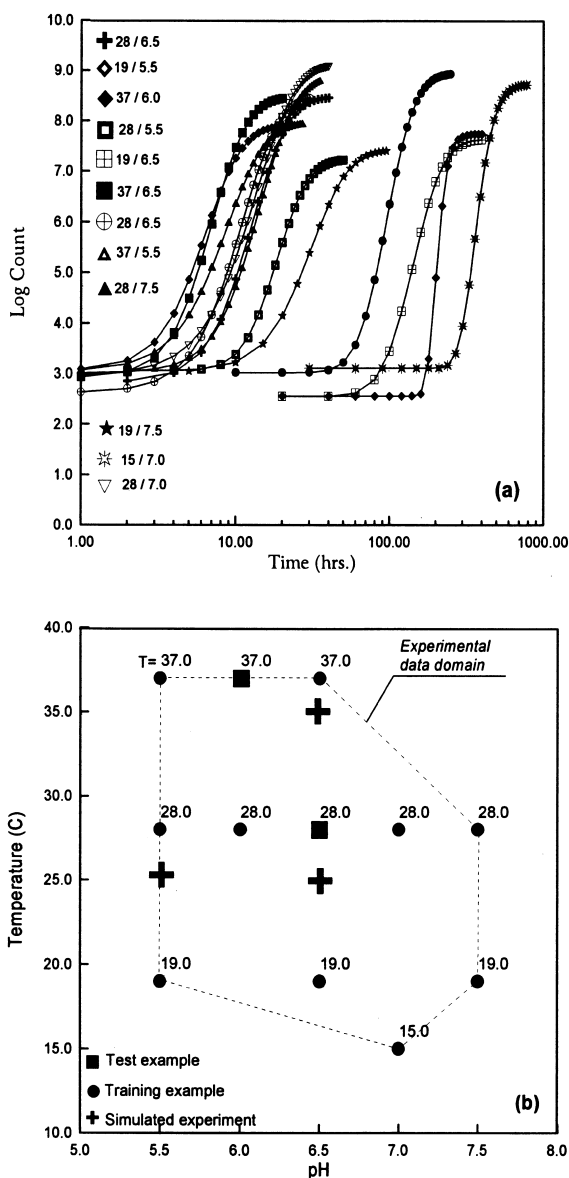 10.0
9.0
8.0
7.0
6.0
5.0
4.0
3.0
2.0
1.0
0.0
Log Count
28 / 6.5
19 / 5.5
37 / 6.0
28 / 5.5
19 / 6.5
37 / 6.5
28 / 6.5
37 / 5.5
28 / 7.5
19 / 7.5
15 / 7.0
28 / 7.0
(a)
1.00
10.00
100.00
1000.00
Time (hrs.)
40.0
35.0
30.0
25.0
20.0
15.0
10.0
Temperature (C)
T= 37.0
37.0
37.0
Experimental
data domain
28.0
28.0
28.0
28.0
28.0
19.0
19.0
19.0
15.0
Test example
Training example
Simulated experiment
(b)
5.0
5.5
6.0
6.5
7.0
7.5
8.0
pH